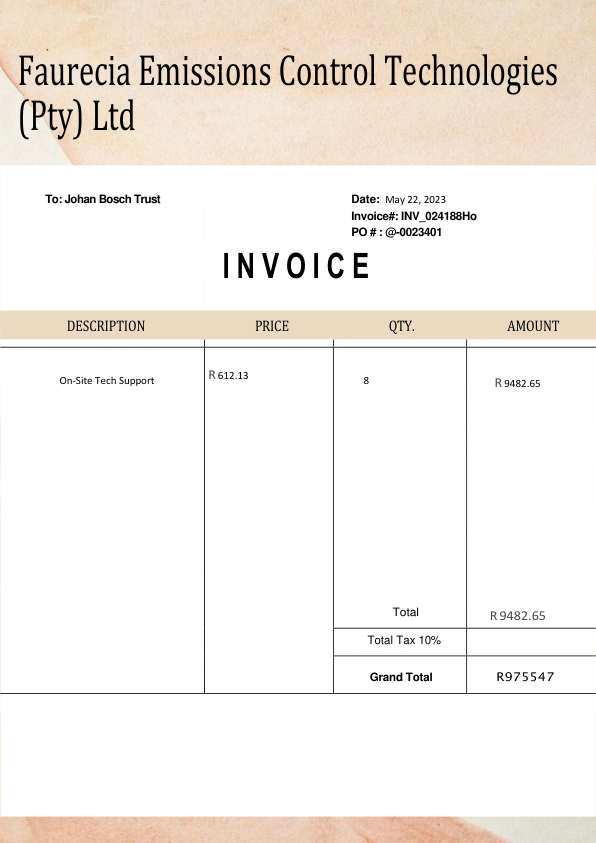 Faurecia Emissions Control Technologies
(Pty) Ltd
To: Johan Bosch Trust
Date: May 22, 2023
Invoice#: INV_024188Ho
PO # : @-0023401
INVOICE
DESCRIPTION PRICE QTY. AMOUNT
On-Site Tech Support R 612.13 8 R 9482.65
Total R 9482.65
Total Tax 10%
Grand Total R975547